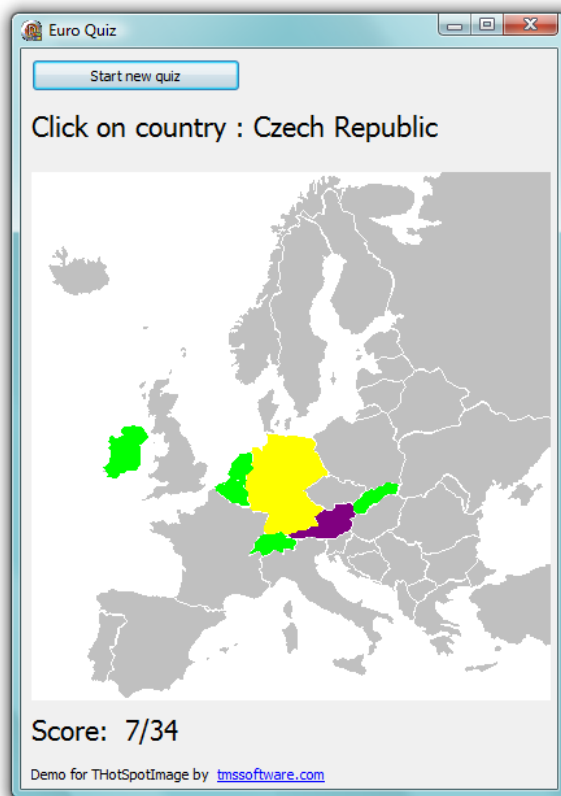 Euro Quiz
Start new quiz
Click on country : Czech Republic
Score: 7/34
Demo for THotSpotImage by tmssoftware.com